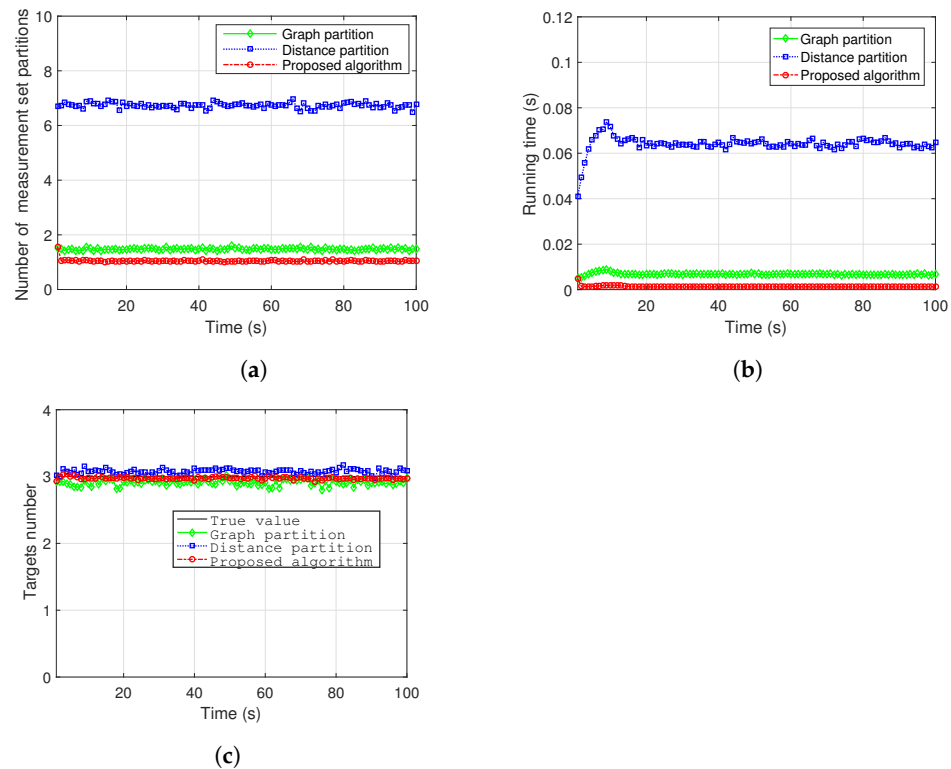 10
8
6
4
2
0
Number of measurement set partitions
Graph partition
Distance partition
Proposed algorithm
20
40
60
80
100
Time (s)
(a)
0.12
0.1
0.08
0.06
0.04
0.02
0
Running time (s)
Graph partition
Distance partition
Proposed algorithm
20
40
60
80
100
Time (s)
(b)
4
3
2
1
0
Targets number
True value
Graph partition
Distance partition
Proposed algorithm
20
40
60
80
100
Time (s)
(c)